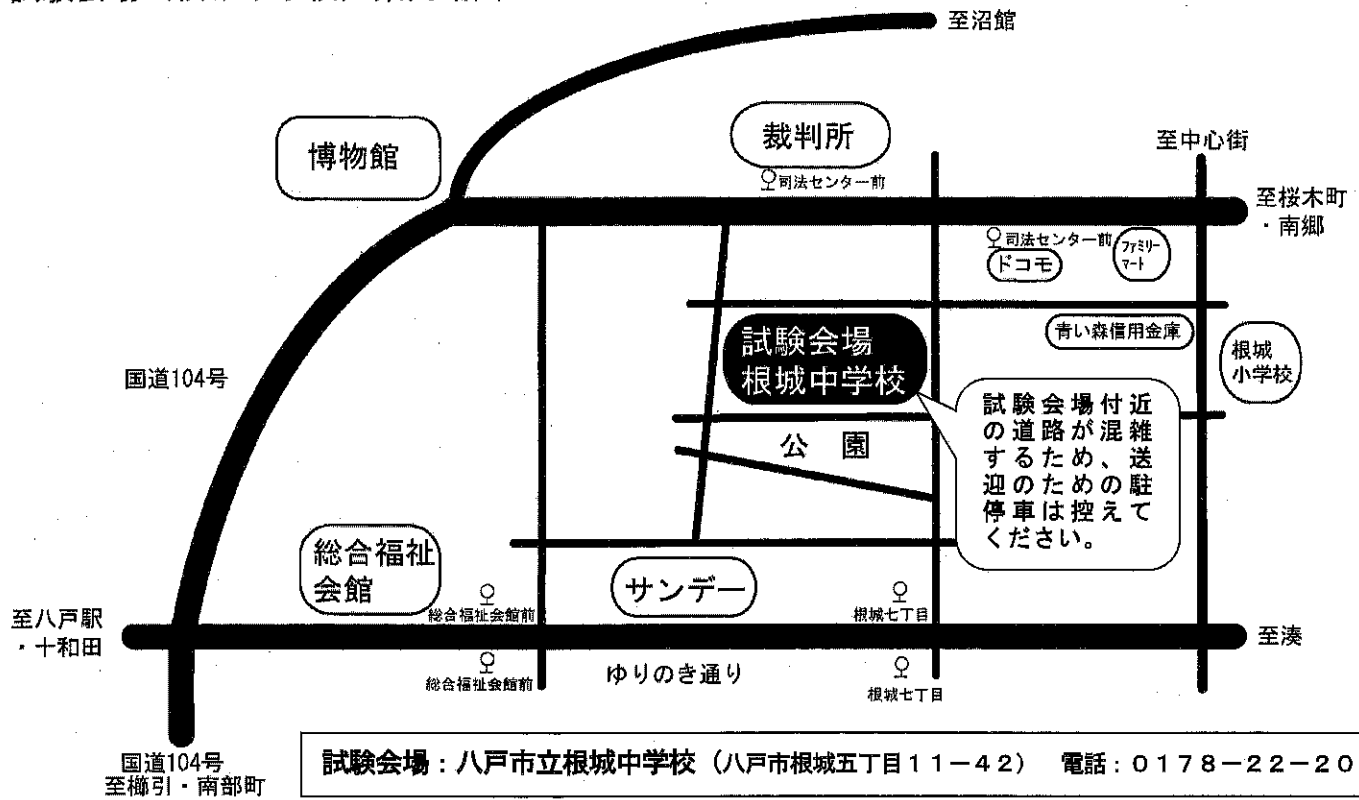 至沼館
博物館
裁判所
司法センター前
至中心街
至桜木町
・南郷
司法センター前
ドコモ
ファミリー
マート
国道104号
試験会場
根城中学校
青い森信用金庫
根城
小学校
試験会場付近
の道路が混雑
するため、送
迎のための駐
停車は控えて
ください。
公園
総合福祉
会館
サンデー
総合福祉会館前
根城七丁目
至八戸駅
・十和田
至湊
総合福祉会館前
ゆりのき通り
根城七丁目
国道104号
至櫛引・南部町
試験会場：八戸市立根城中学校（八戸市根城五丁目１１－４２）　電話：０１７８－２２－２０